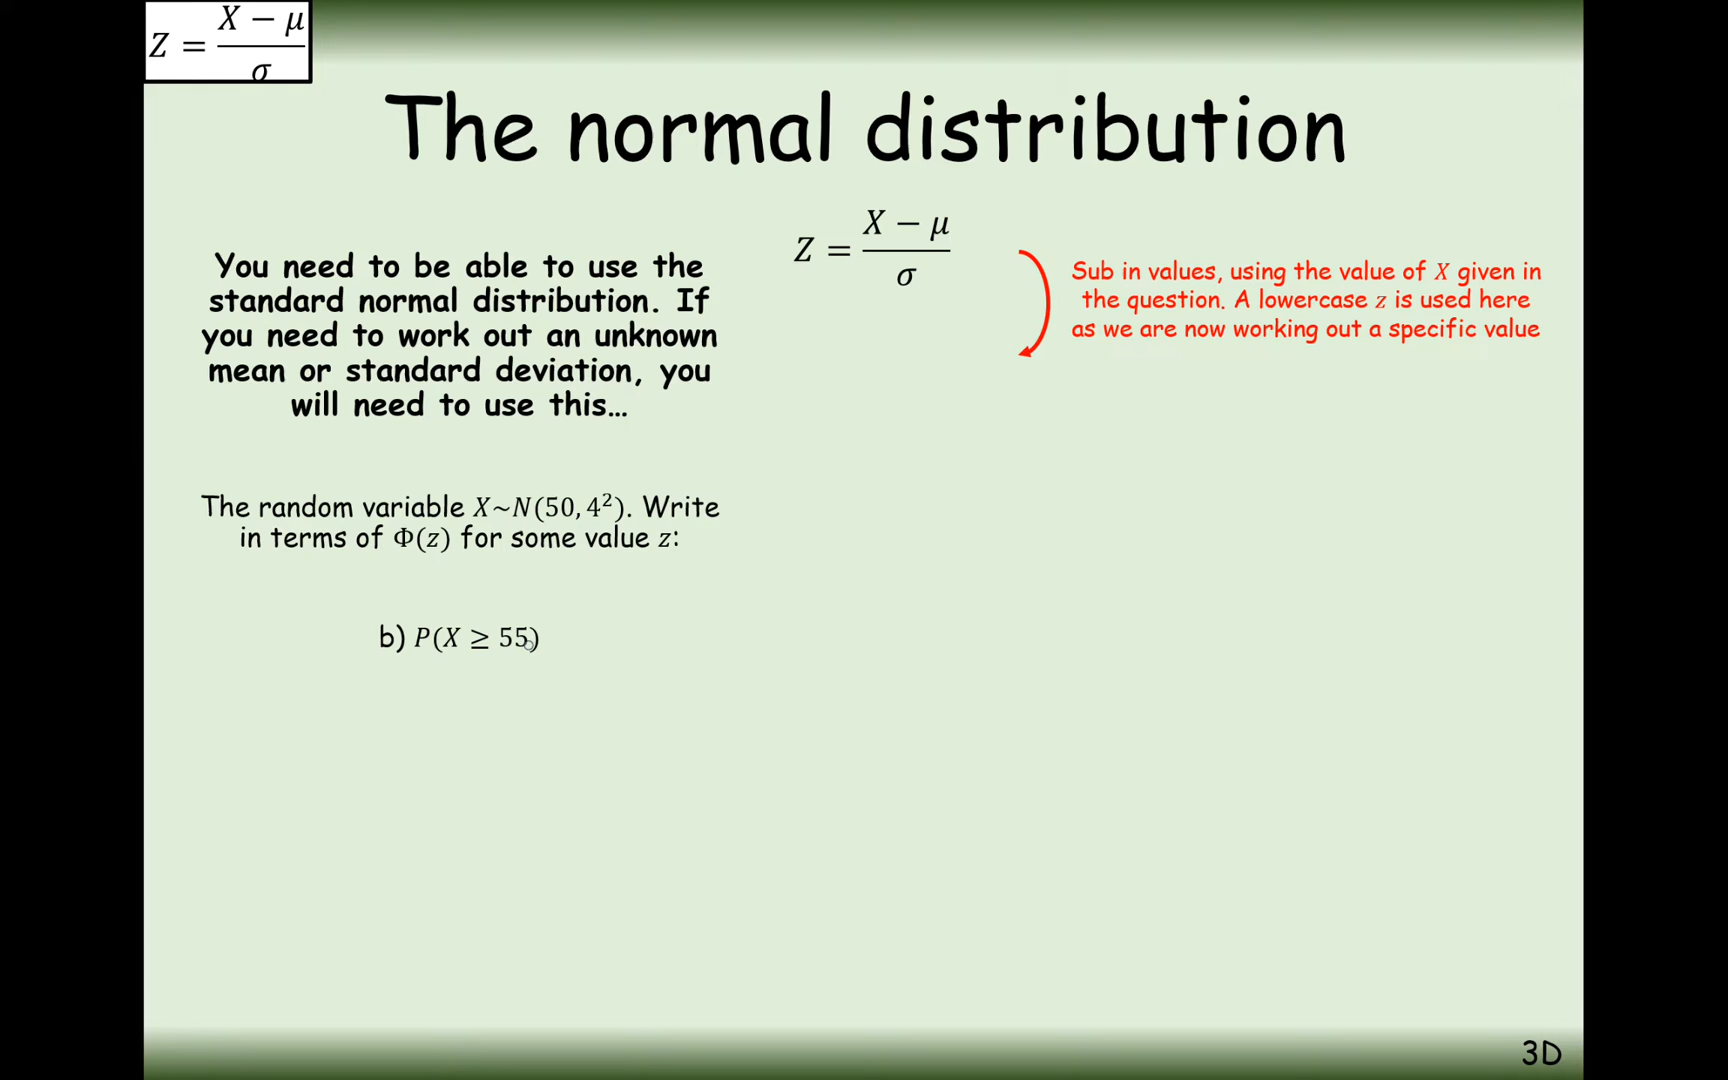 Z = (X − μ)/σ
The normal distribution
You need to be able to use the
standard normal distribution. If
you need to work out an unknown
mean or standard deviation, you
will need to use this…
Z = (X − μ)/σ
Sub in values, using the value of X given in
the question. A lowercase z is used here
as we are now working out a specific value
The random variable X~N(50, 4²). Write
in terms of Φ(z) for some value z:
b) P(X ≥ 55)
3D